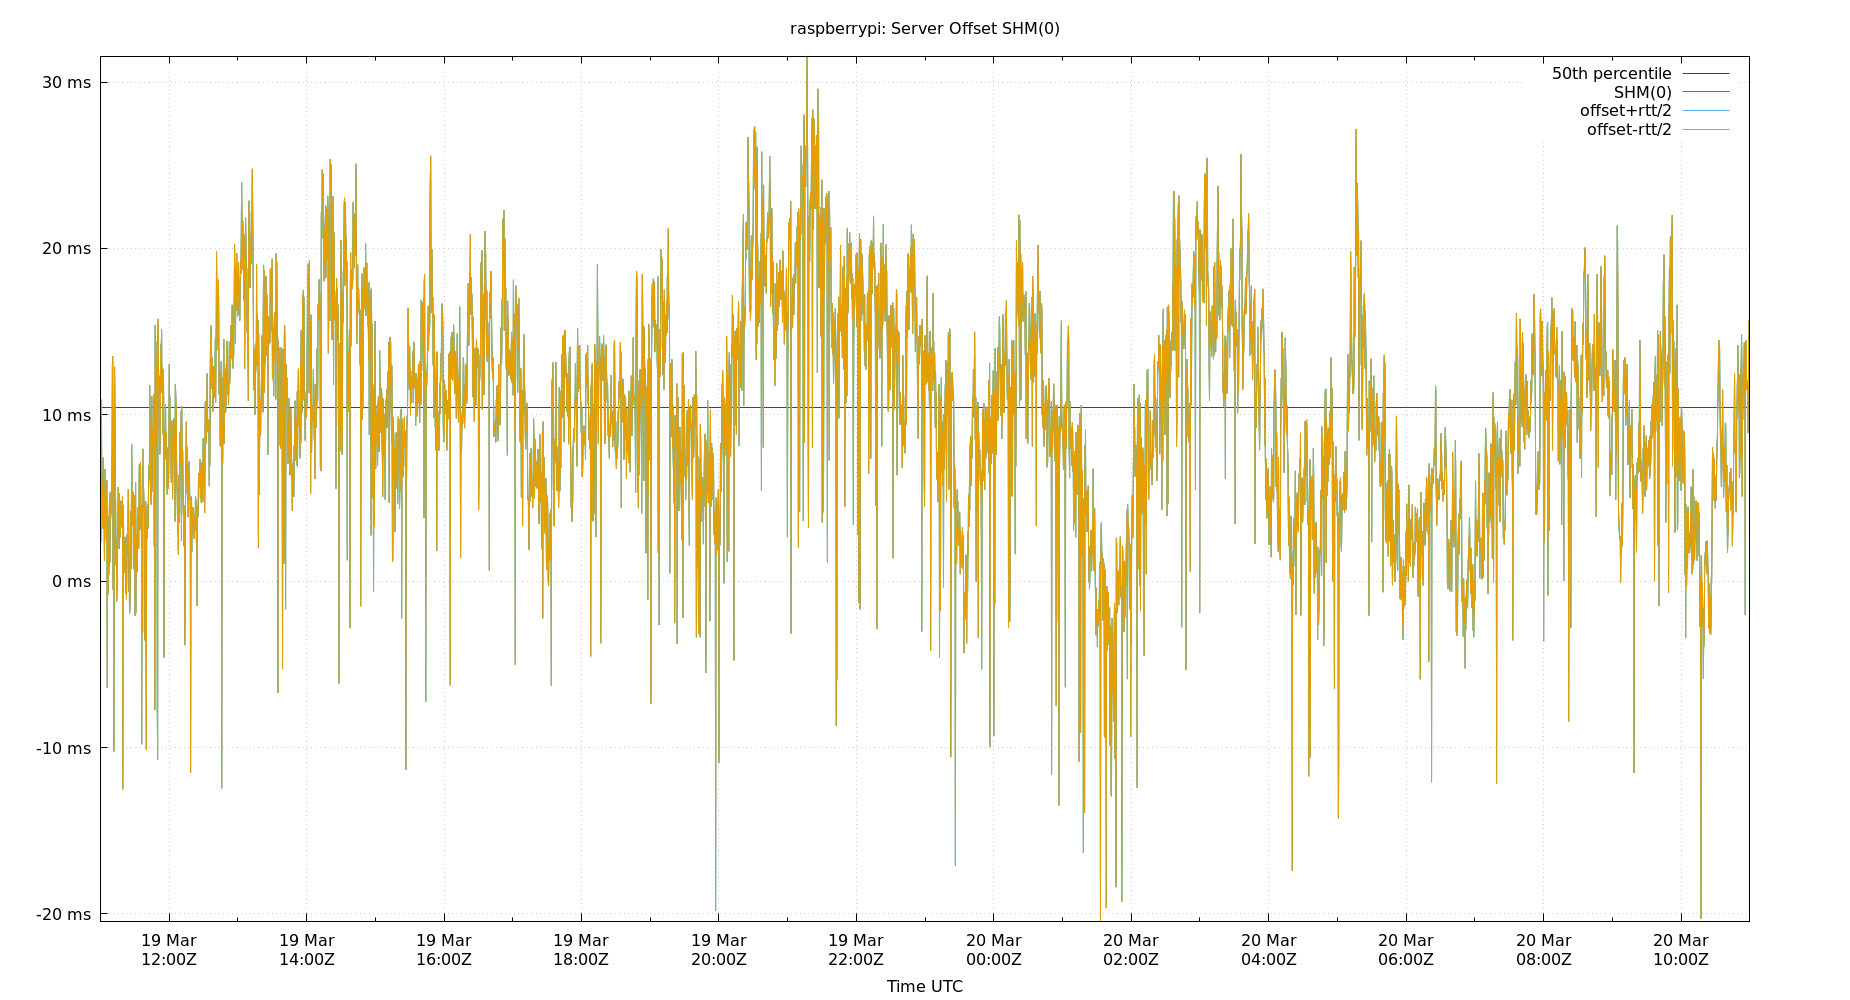 raspberrypi: Server Offset SHM(0)
50th percentile
SHM(0)
offset+rtt/2
offset-rtt/2
30 ms
20 ms
10 ms
0 ms
-10 ms
-20 ms
19 Mar 19 Mar 19 Mar 19 Mar 19 Mar 19 Mar 20 Mar 20 Mar 20 Mar 20 Mar 20 Mar 20 Mar
12:00Z 14:00Z 16:00Z 18:00Z 20:00Z 22:00Z 00:00Z 02:00Z 04:00Z 06:00Z 08:00Z 10:00Z
Time UTC